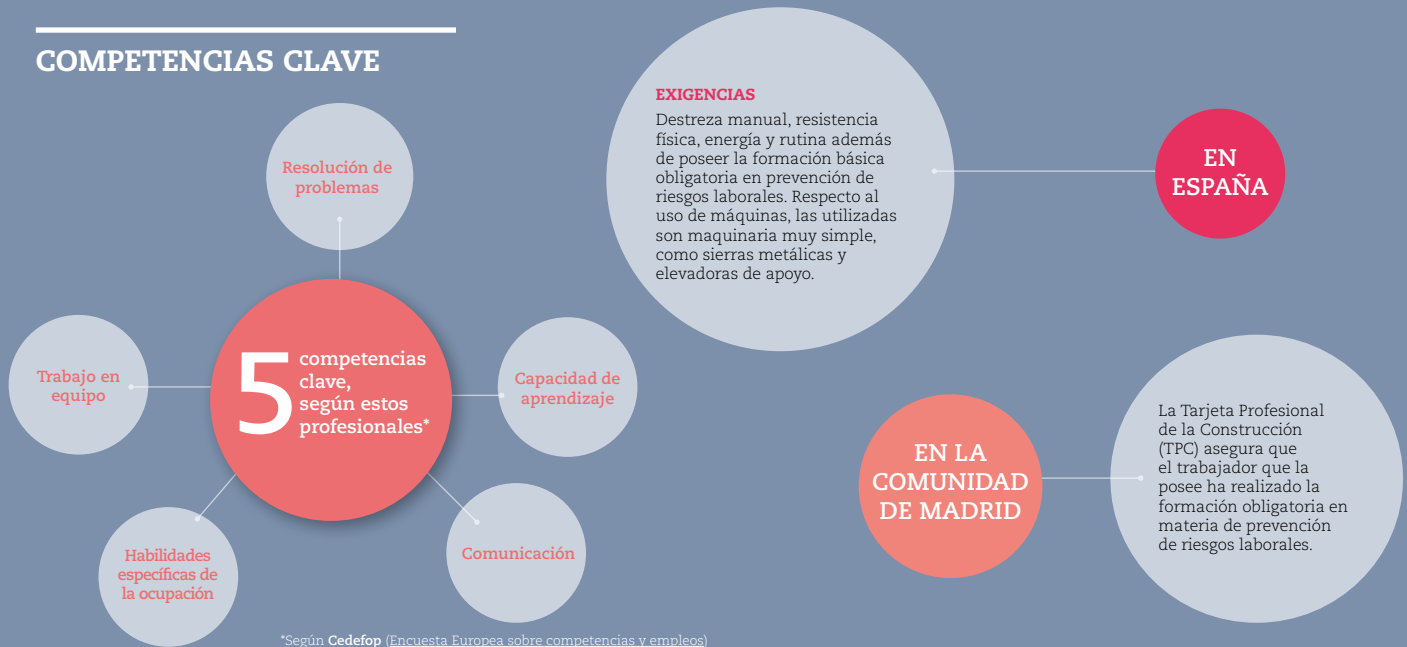 COMPETENCIAS CLAVE
Resolución de
problemas
Trabajo en
equipo
5
competencias
clave,
según estos
profesionales*
Capacidad de
aprendizaje
Habilidades
específicas de
la ocupación
Comunicación
*Según Cedefop (Encuesta Europea sobre competencias y empleos)
EXIGENCIAS
Destreza manual, resistencia
física, energía y rutina además
de poseer la formación básica
obligatoria en prevención de
riesgos laborales. Respecto al
uso de máquinas, las utilizadas
son maquinaria muy simple,
como sierras metálicas y
elevadoras de apoyo.
EN
ESPAÑA
EN LA
COMUNIDAD
DE MADRID
La Tarjeta Profesional
de la Construcción
(TPC) asegura que
el trabajador que la
posee ha realizado la
formación obligatoria en
materia de prevención
de riesgos laborales.